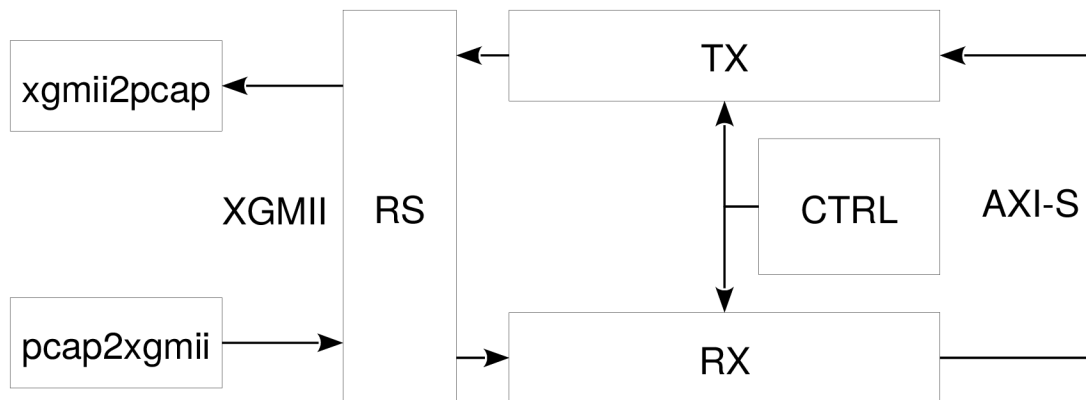 TX
xgmii2pcap
XGMII
RS
CTRL
AXI-S
pcap2xgmii
RX